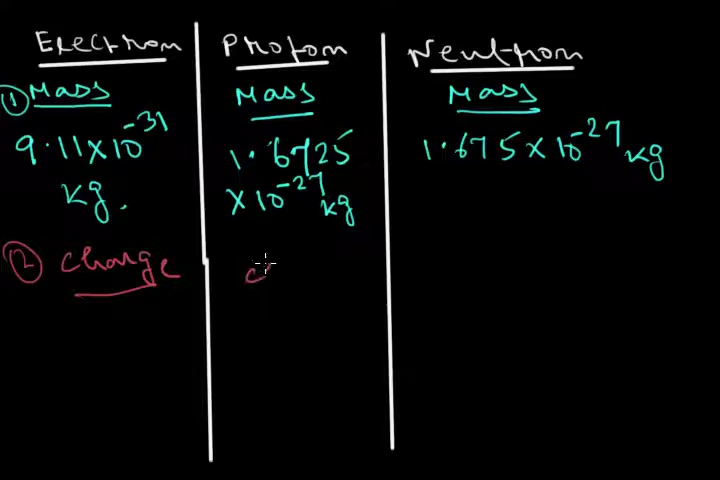 Electron
① Mass
9.11×10⁻³¹
kg.
② Charge
Proton
Mass
1.6725
×10⁻²⁷ kg
Neutron
Mass
1.675×10⁻²⁷ kg